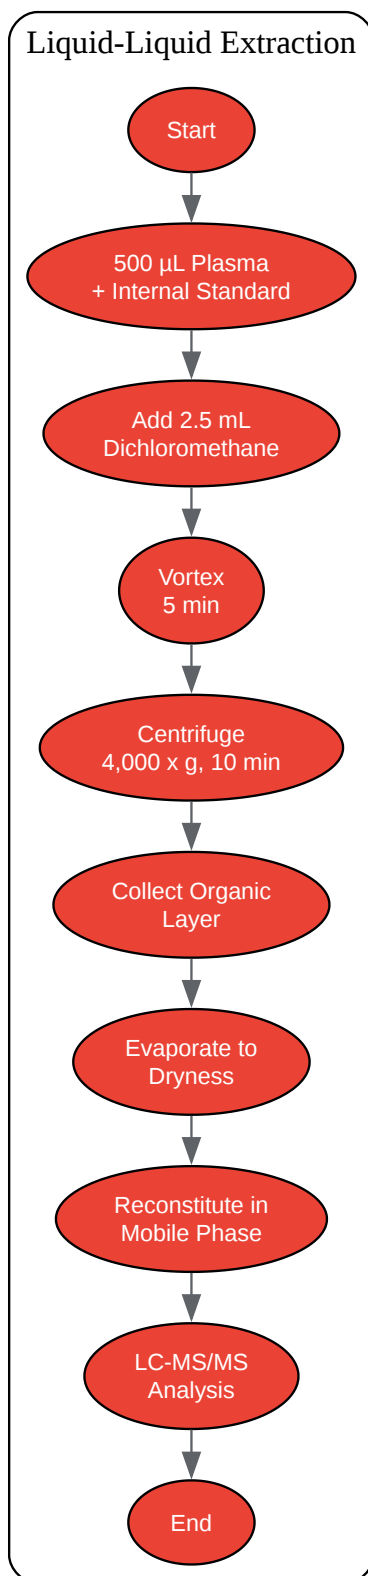 Liquid-Liquid Extraction
Start
500 µL Plasma
+ Internal Standard
Add 2.5 mL
Dichloromethane
Vortex
5 min
Centrifuge
4,000 x g, 10 min
Collect Organic
Layer
Evaporate to
Dryness
Reconstitute in
Mobile Phase
LC-MS/MS
Analysis
End